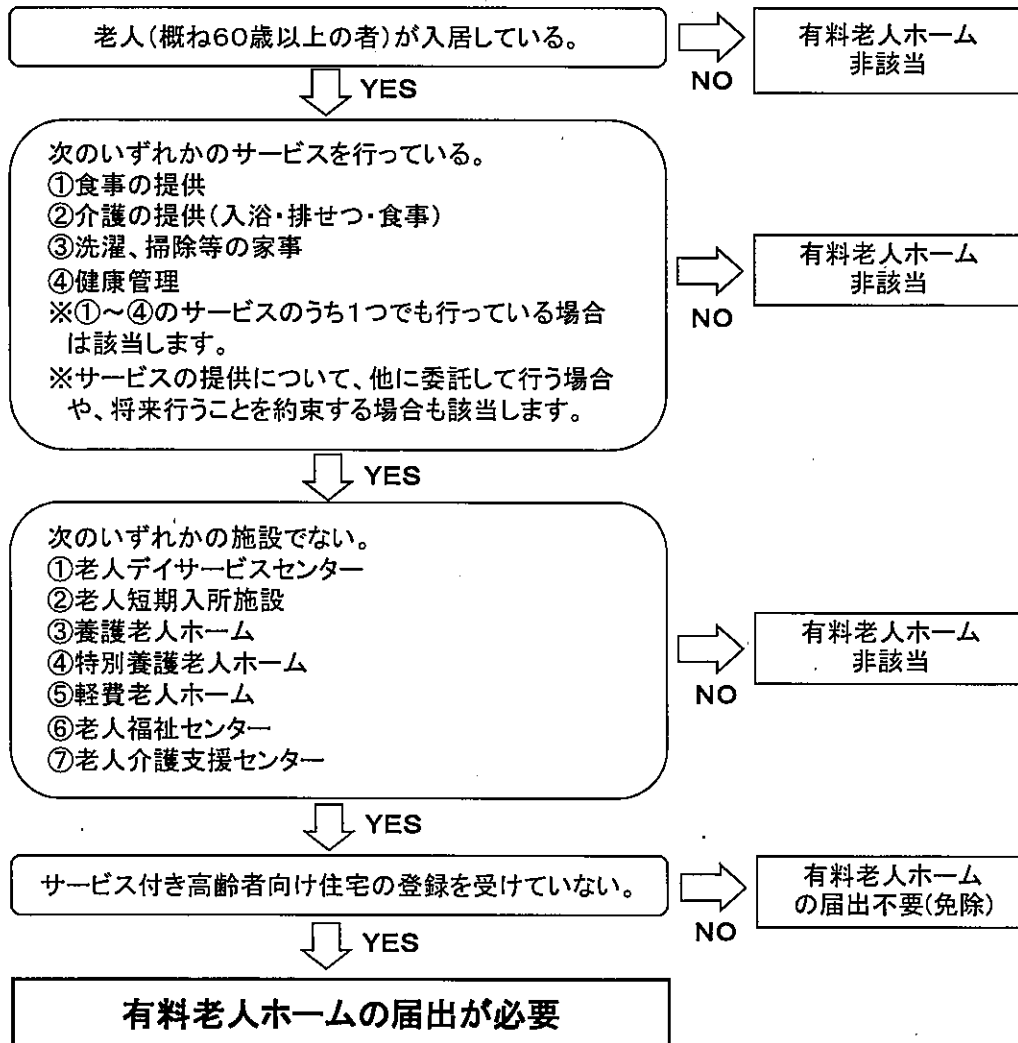 老人(概ね60歳以上の者)が入居している。
NO
有料老人ホーム
非該当
YES
次のいずれかのサービスを行っている。
①食事の提供
②介護の提供(入浴・排せつ・食事)
③洗濯、掃除等の家事
④健康管理
※①～④のサービスのうち1つでも行っている場合
は該当します。
※サービスの提供について、他に委託して行う場合
や、将来行うことを約束する場合も該当します。
NO
有料老人ホーム
非該当
YES
次のいずれかの施設でない。
①老人デイサービスセンター
②老人短期入所施設
③養護老人ホーム
④特別養護老人ホーム
⑤軽費老人ホーム
⑥老人福祉センター
⑦老人介護支援センター
NO
有料老人ホーム
非該当
YES
サービス付き高齢者向け住宅の登録を受けていない。
NO
有料老人ホーム
の届出不要(免除)
YES
有料老人ホームの届出が必要